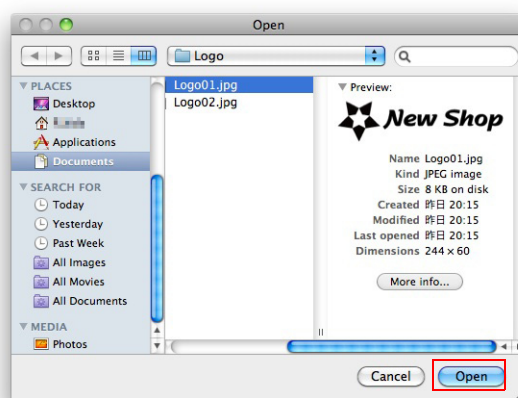 Open
Logo
PLACES
Desktop
Applications
Documents
SEARCH FOR
Today
Yesterday
Past Week
All Images
All Movies
All Documents
MEDIA
Photos
Logo01.jpg
Logo02.jpg
Preview:
New Shop
Name Logo01.jpg
Kind JPEG image
Size 8 KB on disk
Created 昨日 20:15
Modified 昨日 20:15
Last opened 昨日 20:15
Dimensions 244 × 60
More info...
Cancel
Open